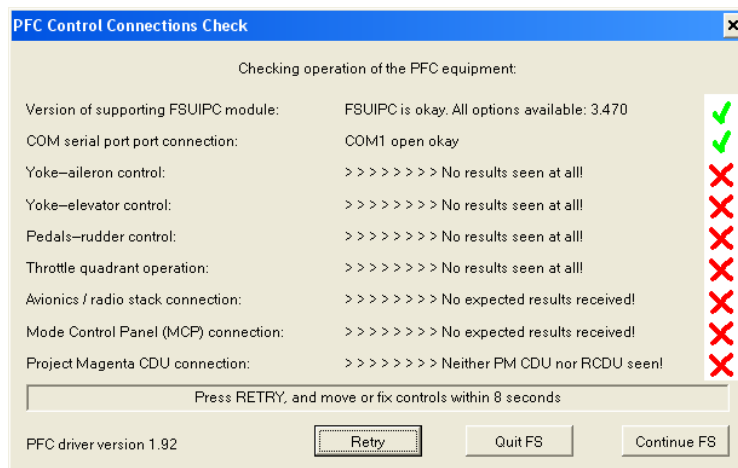 PFC Control Connections Check
Checking operation of the PFC equipment:
Version of supporting FSUIPC module: FSUIPC is okay. All options available: 3.470
COM serial port port connection: COM1 open okay
Yoke–aileron control: > > > > > > > > No results seen at all!
Yoke–elevator control: > > > > > > > > No results seen at all!
Pedals–rudder control: > > > > > > > > No results seen at all!
Throttle quadrant operation: > > > > > > > > No results seen at all!
Avionics / radio stack connection: > > > > > > > > No expected results received!
Mode Control Panel (MCP) connection: > > > > > > > > No expected results received!
Project Magenta CDU connection: > > > > > > > > Neither PM CDU nor RCDU seen!
Press RETRY, and move or fix controls within 8 seconds
PFC driver version 1.92 Retry Quit FS Continue FS